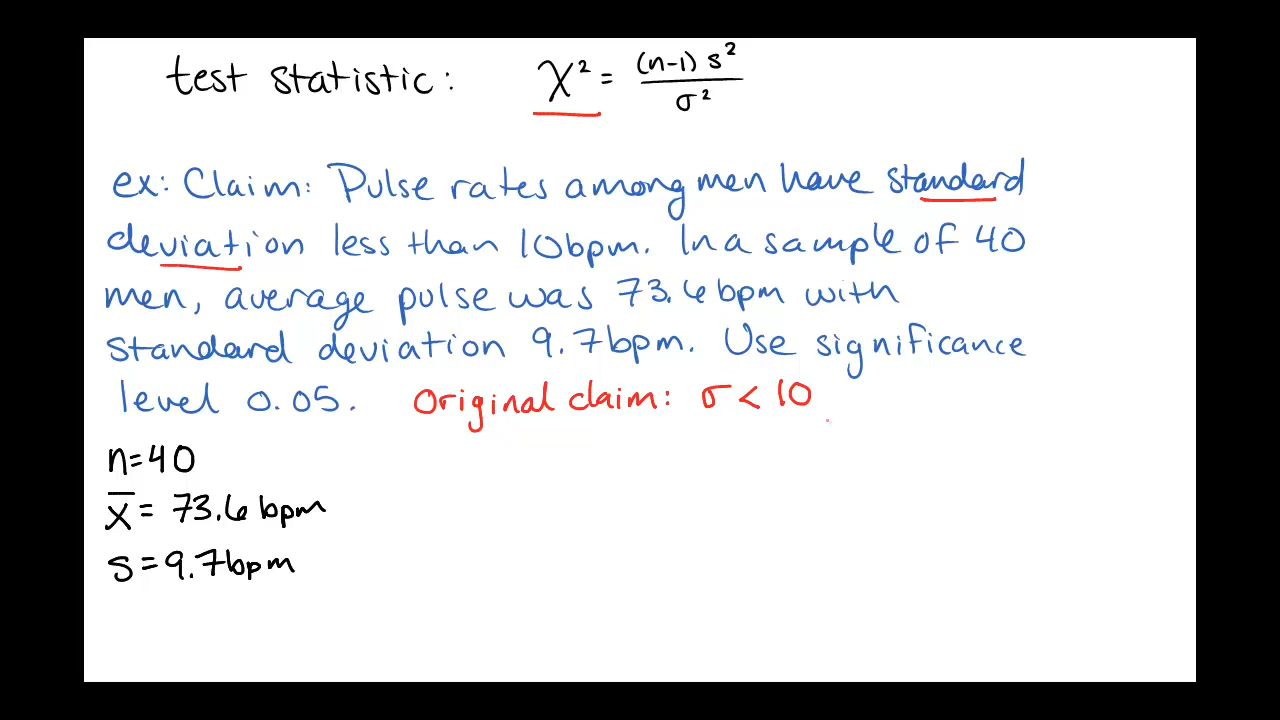 test statistic: χ² = (n-1) s² / σ²
ex: Claim: Pulse rates among men have standard
deviation less than 10bpm. In a sample of 40
men, average pulse was 73.6 bpm with
standard deviation 9.7bpm. Use significance
level 0.05. Original claim: σ < 10
n=40
x̄ = 73.6 bpm
s = 9.7bpm